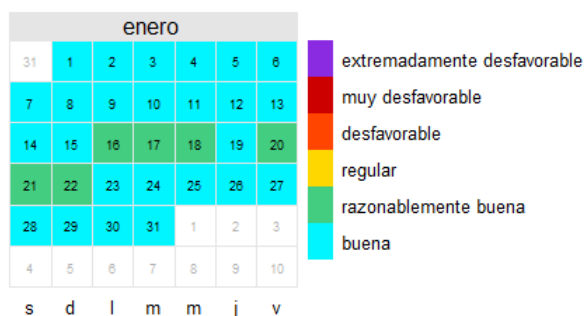 enero
31 1 2 3 4 5 6
7 8 9 10 11 12 13
14 15 16 17 18 19 20
21 22 23 24 25 26 27
28 29 30 31 1 2 3
4 5 6 7 8 9 10
s d l m m j v
extremadamente desfavorable
muy desfavorable
desfavorable
regular
razonablemente buena
buena